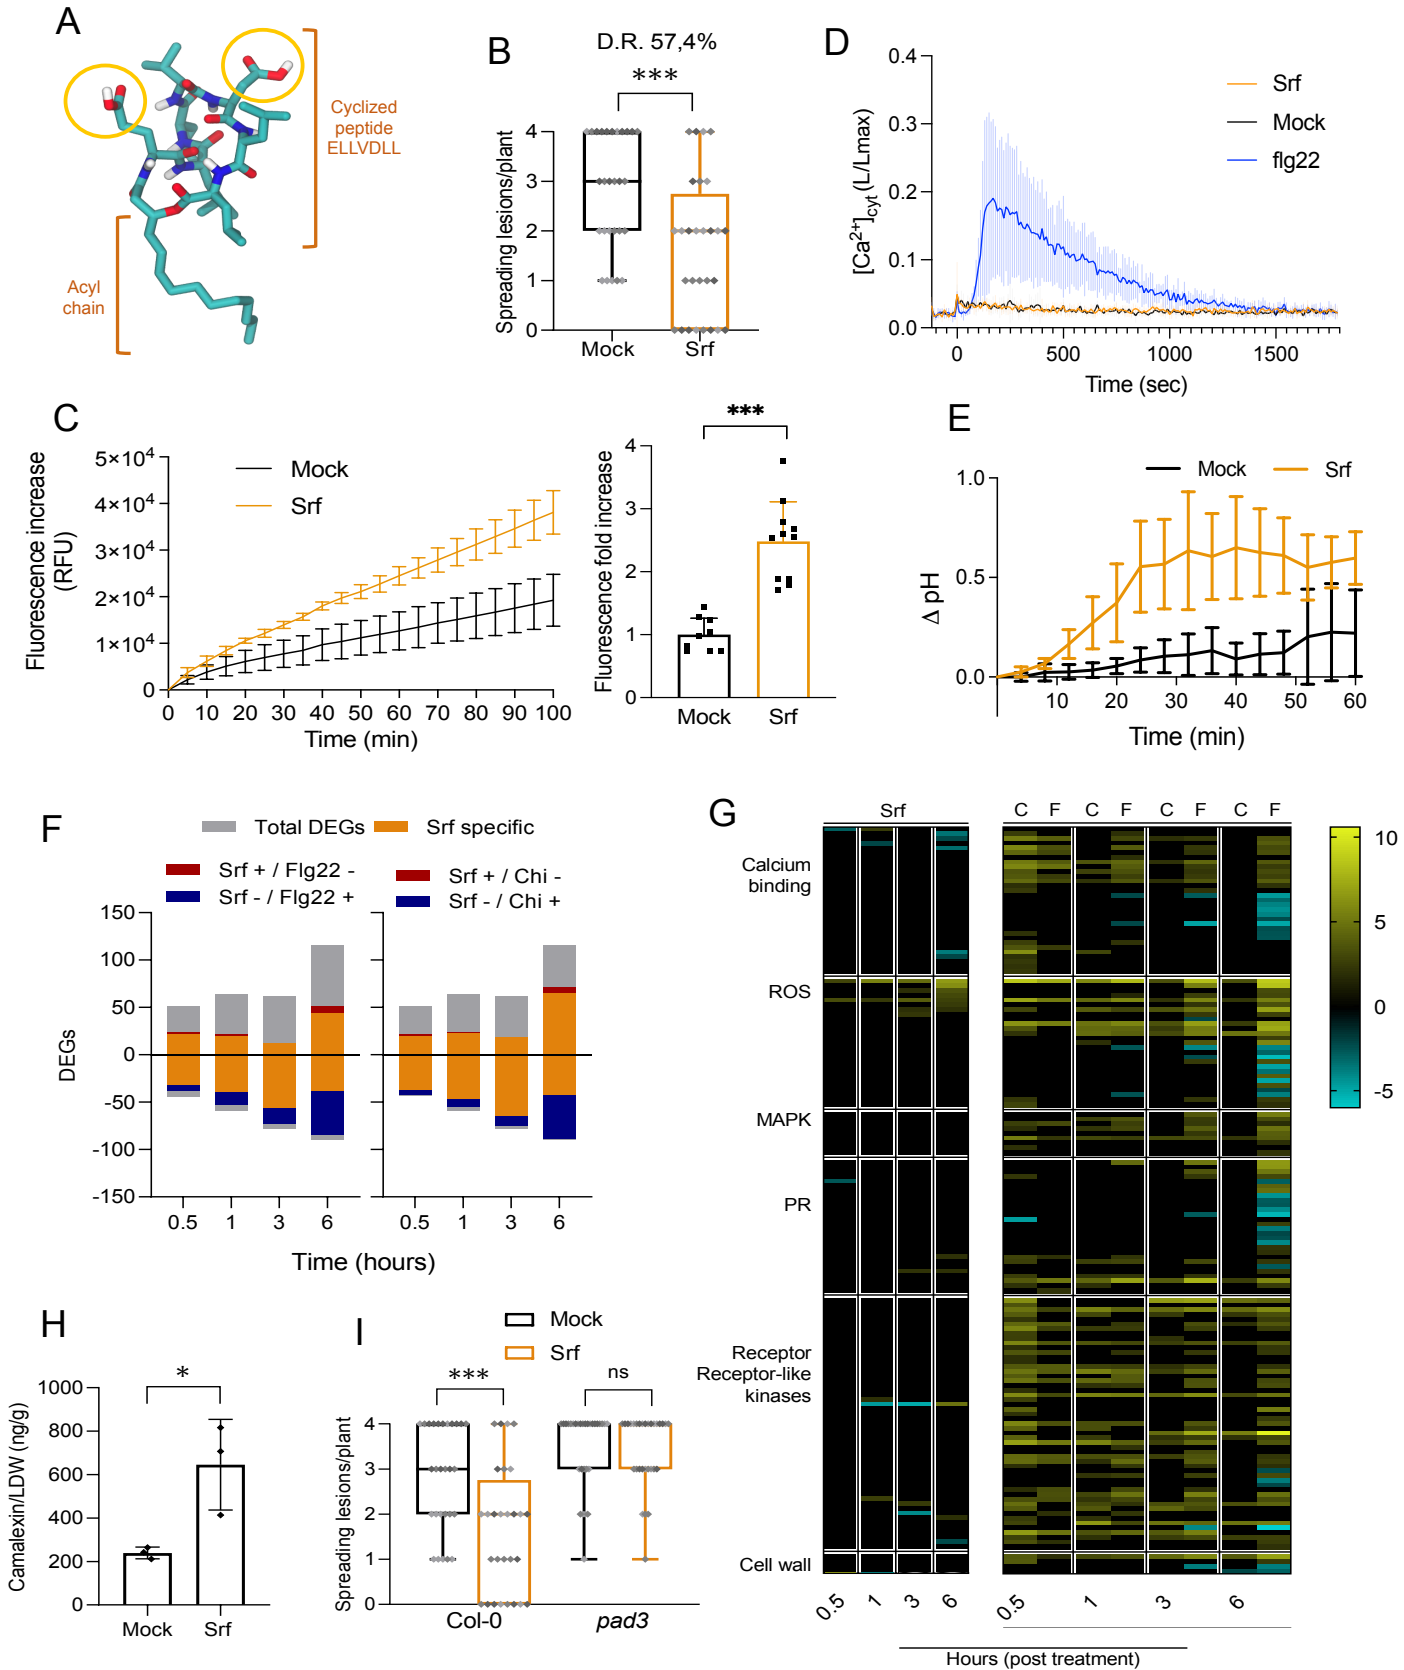 A
Cyclized
peptide
ELLVDLL
Acyl
chain
B
D.R. 57,4%
***
Spreading lesions/plant
4
3
2
1
0
Mock
Srf
D
[Ca2+]cyt (L/Lmax)
0.4
0.3
0.2
0.1
0.0
Srf
Mock
flg22
0
500
1000
1500
Time (sec)
C
Fluorescence increase
(RFU)
5×10⁴
4×10⁴
3×10⁴
2×10⁴
1×10⁴
0
Mock
Srf
0 10 20 30 40 50 60 70 80 90 100
Time (min)
***
Fluorescence fold increase
4
3
2
1
0
Mock
Srf
E
Mock
Srf
Δ pH
1.0
0.5
0.0
10 20 30 40 50 60
Time (min)
F
Total DEGs
Srf specific
Srf + / Flg22 -
Srf - / Flg22 +
Srf + / Chi -
Srf - / Chi +
DEGs
150
100
50
0
-50
-100
-150
0.5 1 3 6
0.5 1 3 6
Time (hours)
G
Srf
C F C F C F C F
Calcium
binding
ROS
MAPK
PR
Receptor
Receptor-like
kinases
Cell wall
10
5
0
-5
0.5 1 3 6
0.5 1 3 6
Hours (post treatment)
H
*
Camalexin/LDW (ng/g)
1000
800
600
400
200
0
Mock
Srf
I
Mock
Srf
***
ns
Spreading lesions/plant
4
3
2
1
0
Col-0
pad3